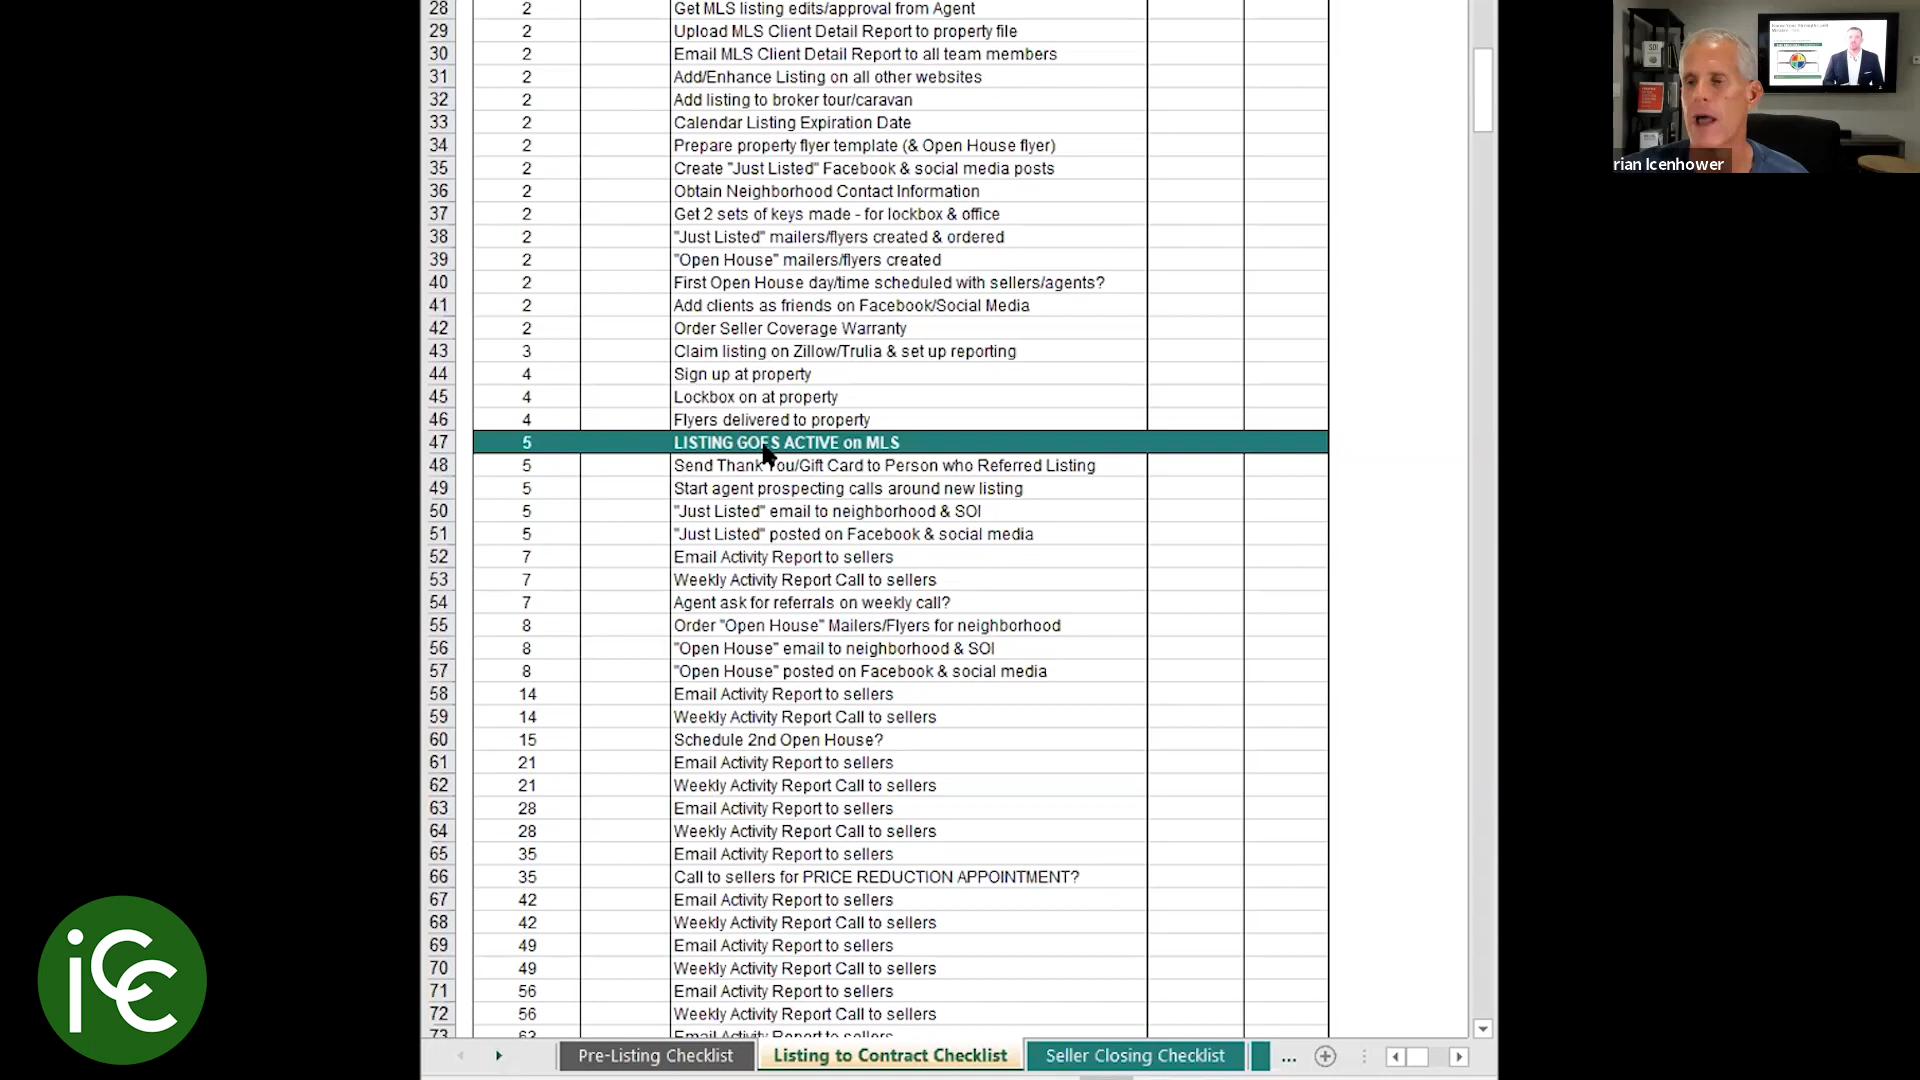 28 2 Get MLS listing edits/approval from Agent
29 2 Upload MLS Client Detail Report to property file
30 2 Email MLS Client Detail Report to all team members
31 2 Add/Enhance Listing on all other websites
32 2 Add listing to broker tour/caravan
33 2 Calendar Listing Expiration Date
34 2 Prepare property flyer template (& Open House flyer)
35 2 Create "Just Listed" Facebook & social media posts
36 2 Obtain Neighborhood Contact Information
37 2 Get 2 sets of keys made - for lockbox & office
38 2 "Just Listed" mailers/flyers created & ordered
39 2 "Open House" mailers/flyers created
40 2 First Open House day/time scheduled with sellers/agents?
41 2 Add clients as friends on Facebook/Social Media
42 2 Order Seller Coverage Warranty
43 3 Claim listing on Zillow/Trulia & set up reporting
44 4 Sign up at property
45 4 Lockbox on at property
46 4 Flyers delivered to property
47 5 LISTING GOES ACTIVE on MLS
48 5 Send Thank You/Gift Card to Person who Referred Listing
49 5 Start agent prospecting calls around new listing
50 5 "Just Listed" email to neighborhood & SOI
51 5 "Just Listed" posted on Facebook & social media
52 7 Email Activity Report to sellers
53 7 Weekly Activity Report Call to sellers
54 7 Agent ask for referrals on weekly call?
55 8 Order "Open House" Mailers/Flyers for neighborhood
56 8 "Open House" email to neighborhood & SOI
57 8 "Open House" posted on Facebook & social media
58 14 Email Activity Report to sellers
59 14 Weekly Activity Report Call to sellers
60 15 Schedule 2nd Open House?
61 21 Email Activity Report to sellers
62 21 Weekly Activity Report Call to sellers
63 28 Email Activity Report to sellers
64 28 Weekly Activity Report Call to sellers
65 35 Email Activity Report to sellers
66 35 Call to sellers for PRICE REDUCTION APPOINTMENT?
67 42 Email Activity Report to sellers
68 42 Weekly Activity Report Call to sellers
69 49 Email Activity Report to sellers
70 49 Weekly Activity Report Call to sellers
71 56 Email Activity Report to sellers
72 56 Weekly Activity Report Call to sellers
73 63 Email Activity Report to sellers
Pre-Listing Checklist Listing to Contract Checklist Seller Closing Checklist ...
rian Icenhower
SOI
iCC